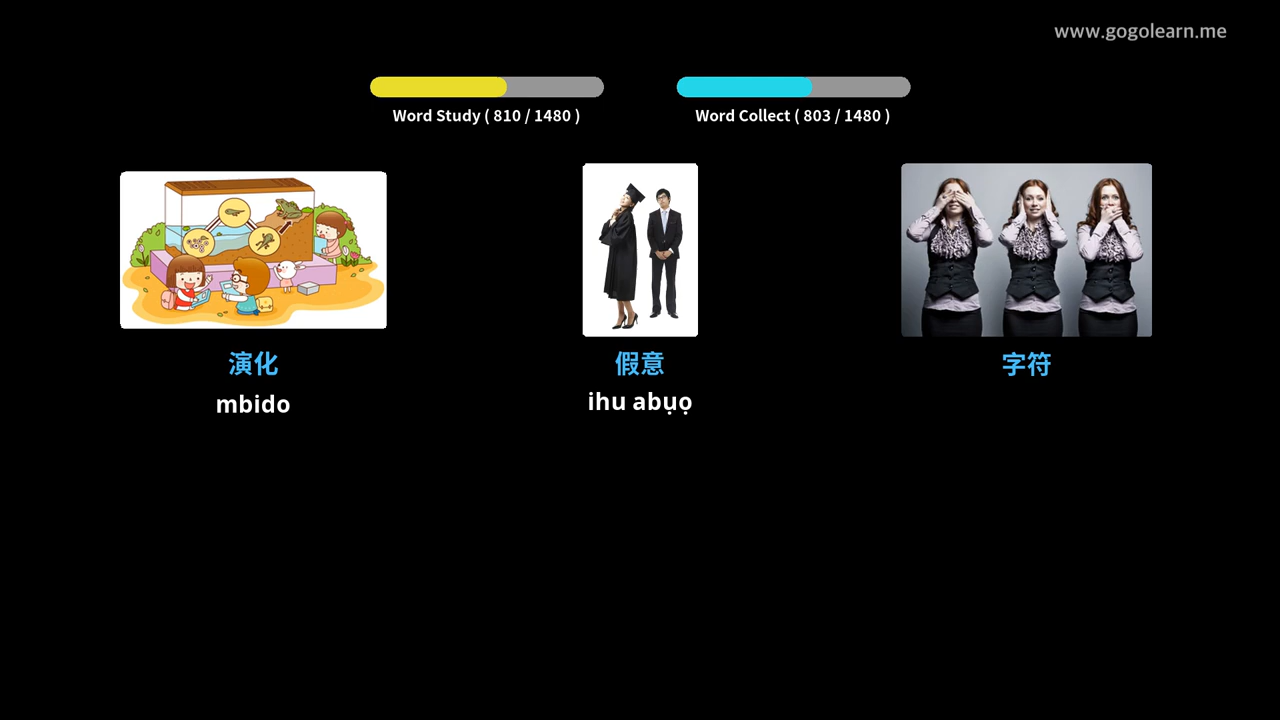 www.gogolearn.me
Word Study ( 810 / 1480 )
Word Collect ( 803 / 1480 )
演化
假意
字符
mbido
ihu abụọ